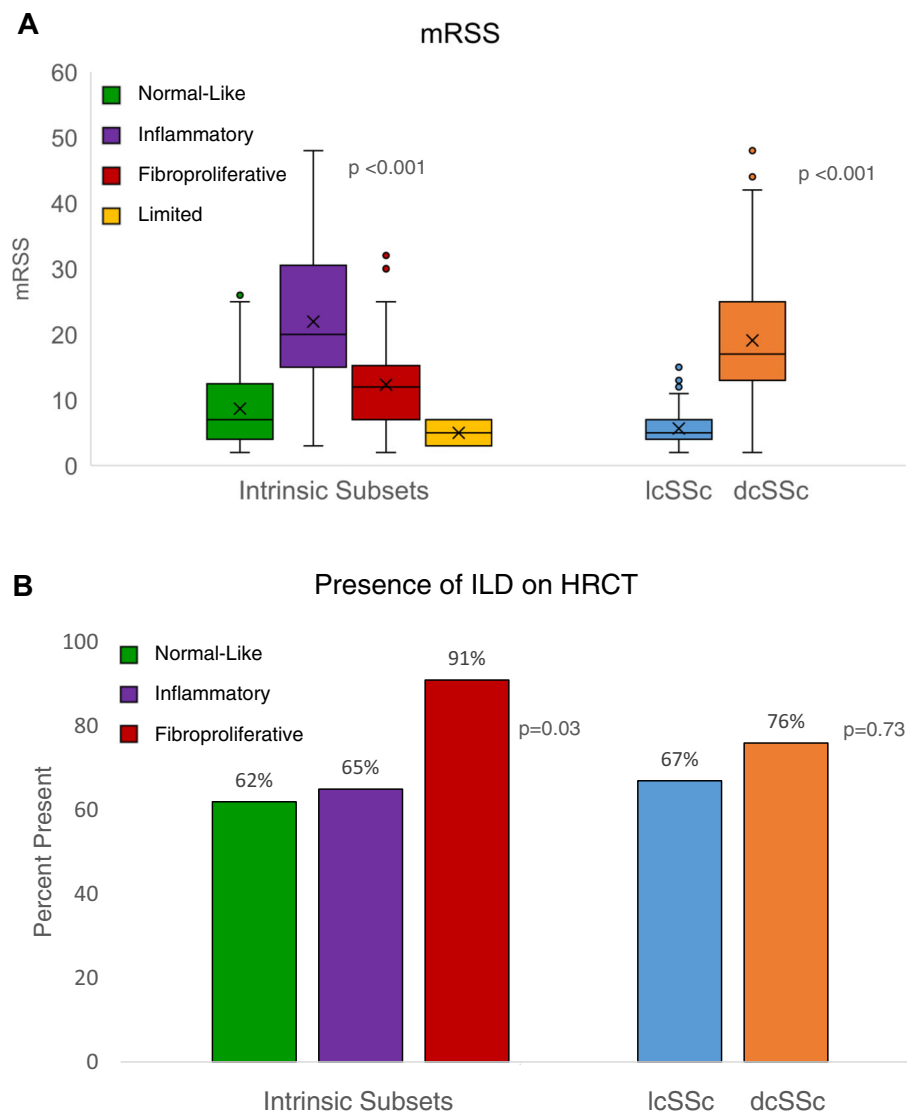 A
mRSS
60
50
40
30
20
10
0
mRSS
Normal-Like
Inflammatory
Fibroproliferative
Limited
p <0.001
p <0.001
Intrinsic Subsets
lcSSc
dcSSc
B
Presence of ILD on HRCT
100
80
60
40
20
0
Percent Present
Normal-Like
Inflammatory
Fibroproliferative
62%
65%
91%
p=0.03
67%
76%
p=0.73
Intrinsic Subsets
lcSSc
dcSSc